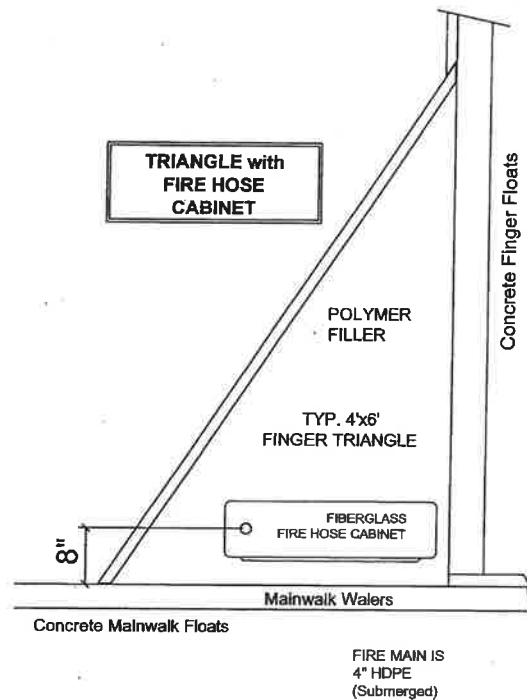 TRIANGLE with
FIRE HOSE
CABINET
Concrete Finger Floats
POLYMER
FILLER
TYP. 4'x6'
FINGER TRIANGLE
FIBERGLASS
FIRE HOSE CABINET
8"
Mainwalk Walers
Concrete Mainwalk Floats
FIRE MAIN IS
4" HDPE
(Submerged)